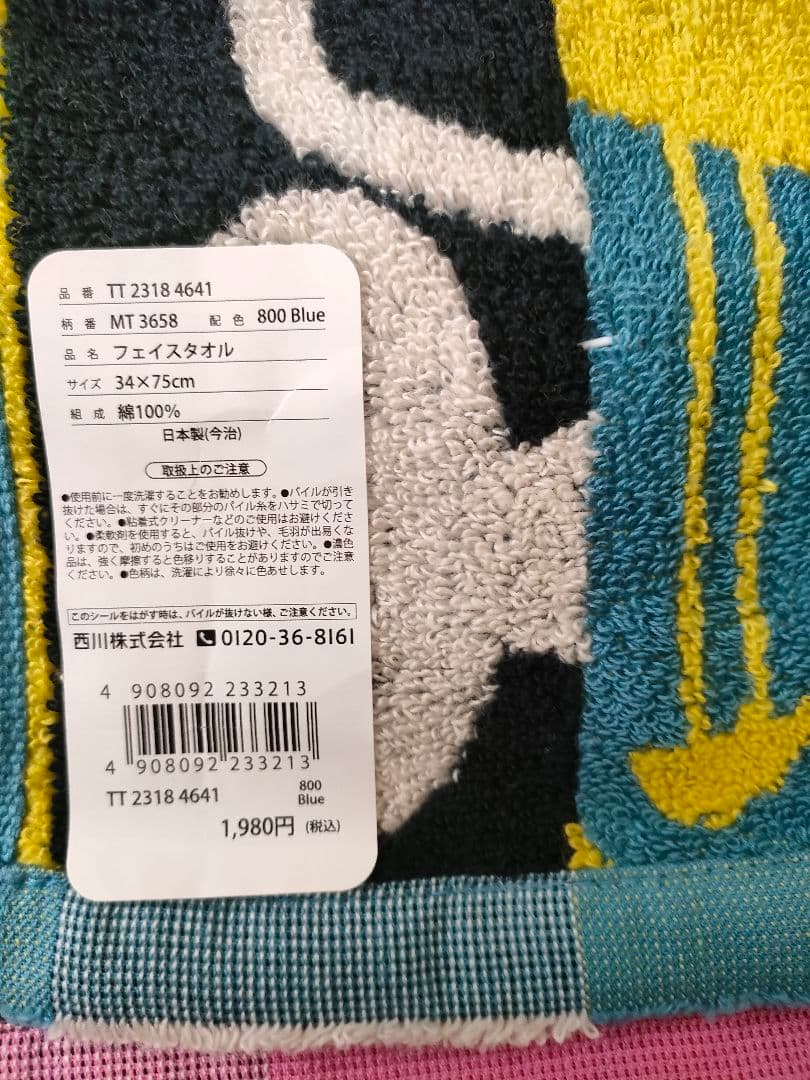 品番 TT 2318 4641
柄番 MT 3658 配色 800 Blue
品名 フェイスタオル
サイズ 34×75cm
組成 綿100%
日本製(今治)
取扱上のご注意
●使用前に一度洗濯することをお勧めします。●パイルが引き
抜けた場合は、すぐにその部分のパイル糸をハサミで切って
ください。●粘着式クリーナーなどのご使用はお避けくださ
い。●柔軟剤を使用すると、パイル抜けや、毛羽が出易くな
りますので、初めのうちはご使用をお避けください。●濃色
品は、強く摩擦すると色移りすることがありますのでご注意
ください。●色柄は、洗濯により徐々に色あせします。
このシールをはがす時は、パイルが抜けない様、ご注意ください。
西川株式会社 0120-36-8161
4 908092 233213
4 908092 233213
TT 2318 4641 800
Blue
1,980円 (税込)